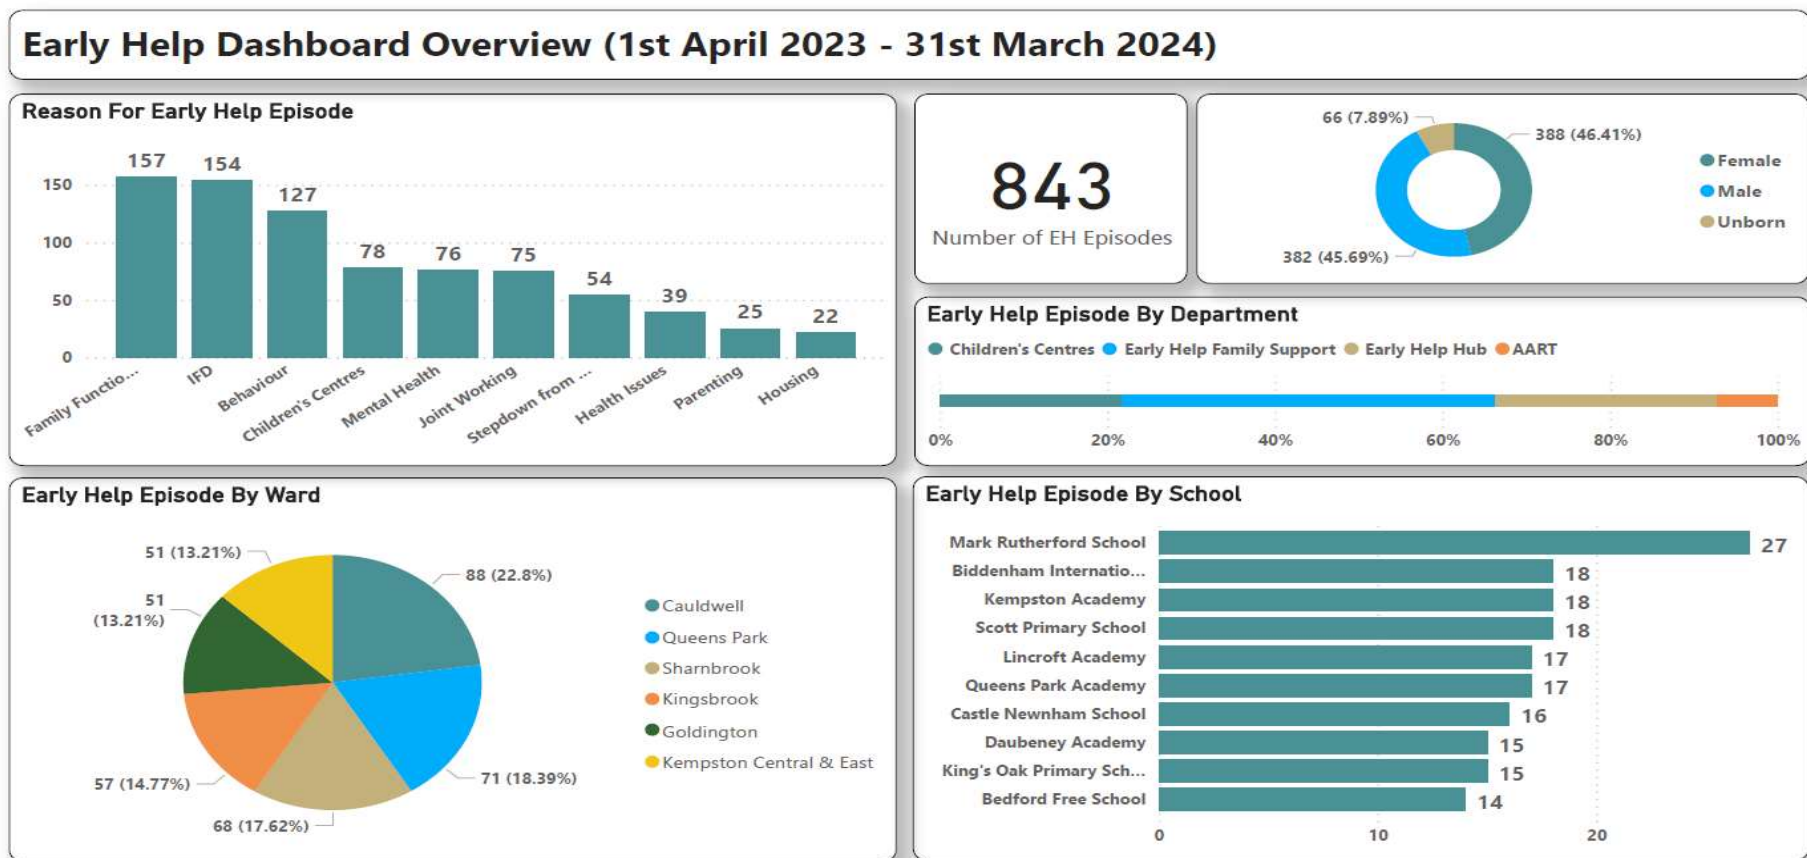 Early Help Dashboard Overview (1st April 2023 - 31st March 2024)
Reason For Early Help Episode
157
154
127
78
76
75
54
39
25
22
150
100
50
0
Family Functio...
IFD
Behaviour
Children's Centres
Mental Health
Joint Working
Stepdown from ...
Health Issues
Parenting
Housing
843
Number of EH Episodes
66 (7.89%)
388 (46.41%)
382 (45.69%)
Female
Male
Unborn
Early Help Episode By Department
Children's Centres Early Help Family Support Early Help Hub AART
0% 20% 40% 60% 80% 100%
Early Help Episode By Ward
51 (13.21%)
88 (22.8%)
51
(13.21%)
57 (14.77%)
71 (18.39%)
68 (17.62%)
Cauldwell
Queens Park
Sharnbrook
Kingsbrook
Goldington
Kempston Central & East
Early Help Episode By School
Mark Rutherford School 27
Biddenham Internatio... 18
Kempston Academy 18
Scott Primary School 18
Lincroft Academy 17
Queens Park Academy 17
Castle Newnham School 16
Daubeney Academy 15
King's Oak Primary Sch... 15
Bedford Free School 14
0 10 20